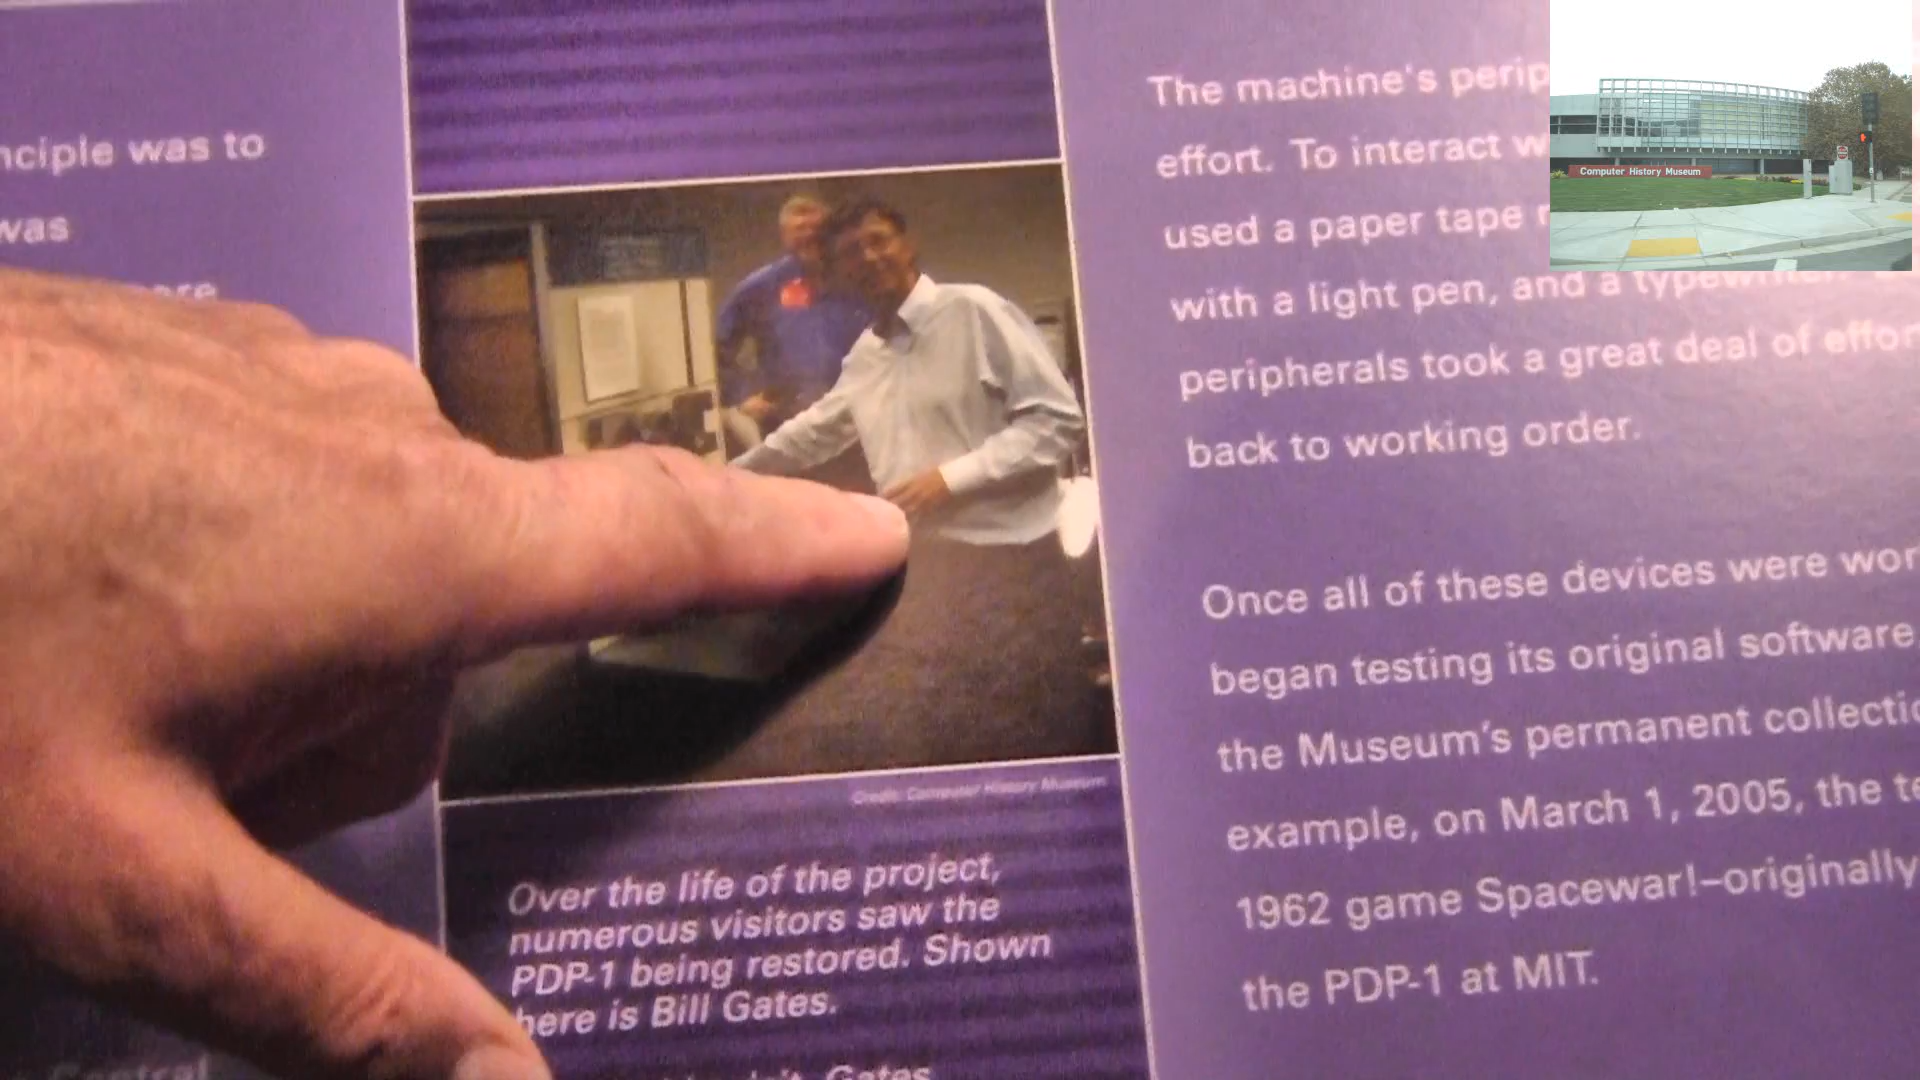 nciple was to
was
The machine's perip
effort. To interact w
used a paper tape
with a light pen, and a
peripherals took a great deal of effor
back to working order.
Once all of these devices were wor
began testing its original software
the Museum's permanent collectio
example, on March 1, 2005, the te
1962 game Spacewar!–originally
the PDP-1 at MIT.
Credit: Computer History Museum
Over the life of the project,
numerous visitors saw the
PDP-1 being restored. Shown
here is Bill Gates.
Gates
Central
Computer History Museum